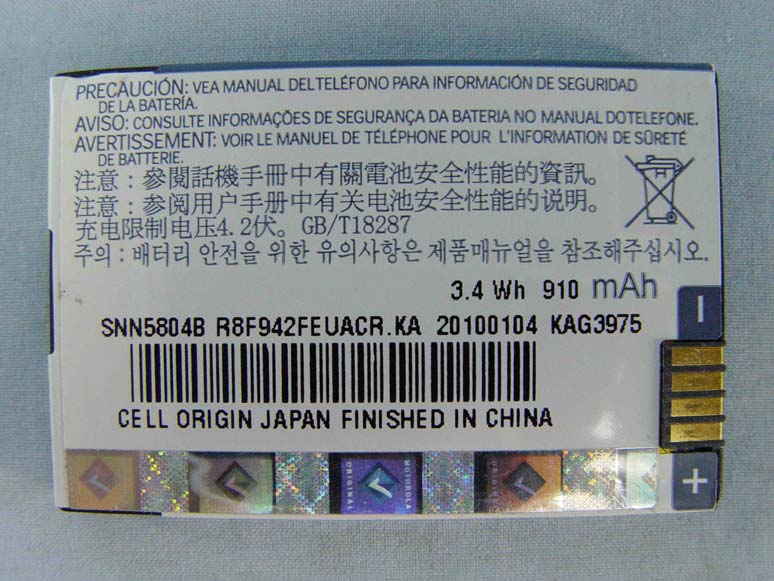 PRECAUCIÓN: VEA MANUAL DELTELÉFONO PARA INFORMACIÓN DE SEGURIDAD
DE LA BATERÍA.
AVISO: CONSULTE INFORMAÇÕES DE SEGURANÇA DA BATERIA NO MANUAL DOTELEFONE.
AVERTISSEMENT: VOIR LE MANUEL DE TÉLÉPHONE POUR L'INFORMATION DE SÛRETÉ
DE BATTERIE.
注意：參閱話機手冊中有關電池安全性能的資訊。
注意：参阅用户手册中有关电池安全性能的说明。
充电限制电压4.2伏。GB/T18287
주의 : 배터리 안전을 위한 유의사항은 제품매뉴얼을 참조해주십시오.
3.4 Wh 910 mAh
SNN5804B R8F942FEUACR.KA 20100104 KAG3975
CELL ORIGIN JAPAN FINISHED IN CHINA
ORIGINAL MOTOROLA
ORIGINAL